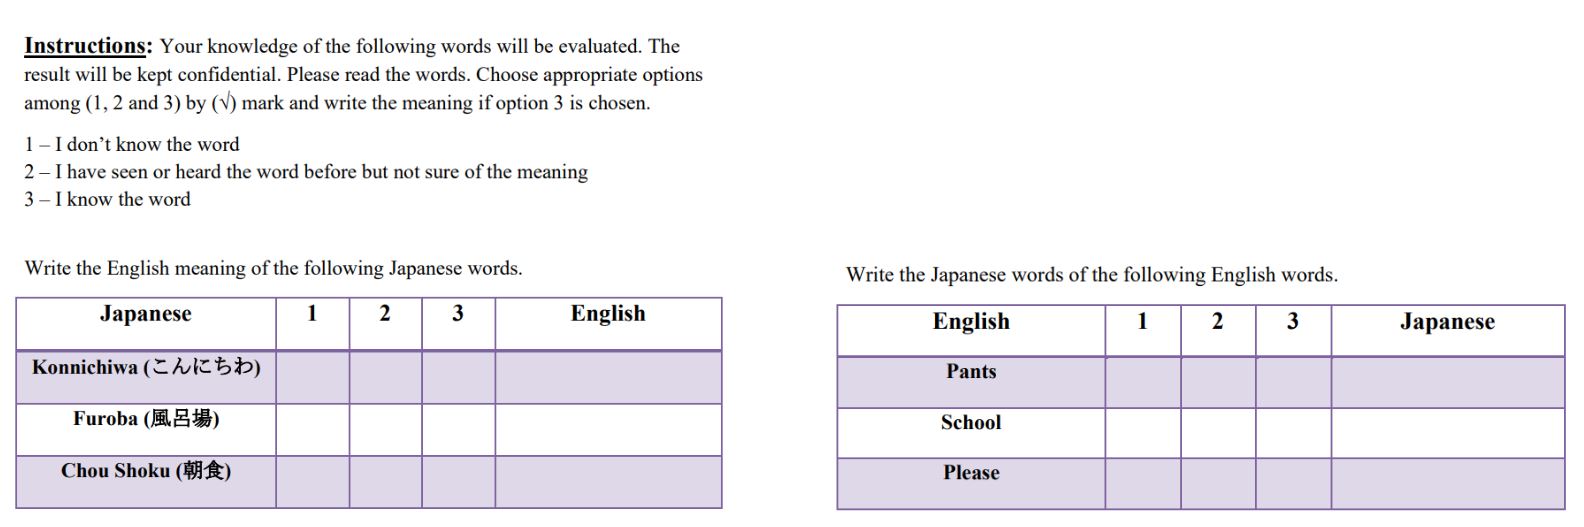 Instructions: Your knowledge of the following words will be evaluated. The
result will be kept confidential. Please read the words. Choose appropriate options
among (1, 2 and 3) by (√) mark and write the meaning if option 3 is chosen.
1 – I don’t know the word
2 – I have seen or heard the word before but not sure of the meaning
3 – I know the word
Write the English meaning of the following Japanese words.
Japanese 1 2 3 English
Konnichiwa (こんにちわ)
Furoba (風呂場)
Chou Shoku (朝食)
Write the Japanese words of the following English words.
English 1 2 3 Japanese
Pants
School
Please